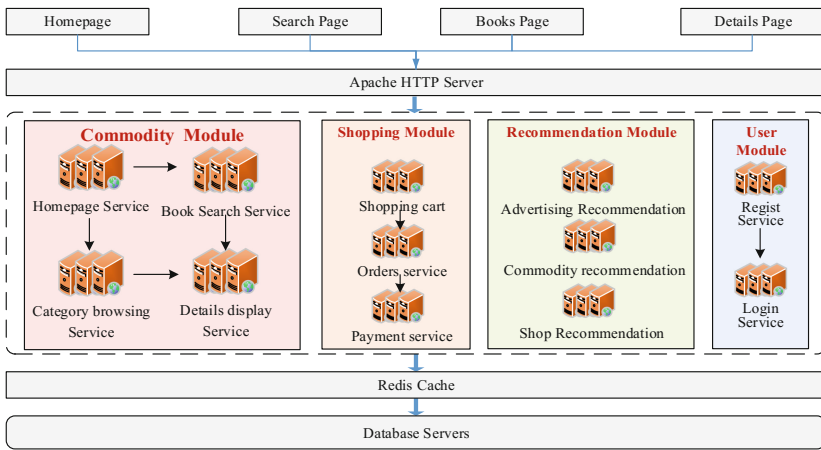 Homepage
Search Page
Books Page
Details Page
Apache HTTP Server
Commodity Module
Homepage Service
Book Search Service
Category browsing
Service
Details display
Service
Shopping Module
Shopping cart
Orders service
Payment service
Recommendation Module
Advertising Recommendation
Commodity recommendation
Shop Recommendation
User
Module
Regist
Service
Login
Service
Redis Cache
Database Servers